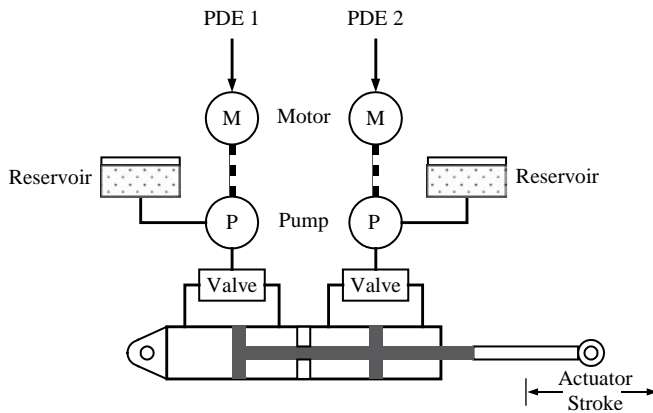 PDE 1
PDE 2
M
Motor
M
Reservoir
Reservoir
P
Pump
P
Valve
Valve
Actuator
Stroke